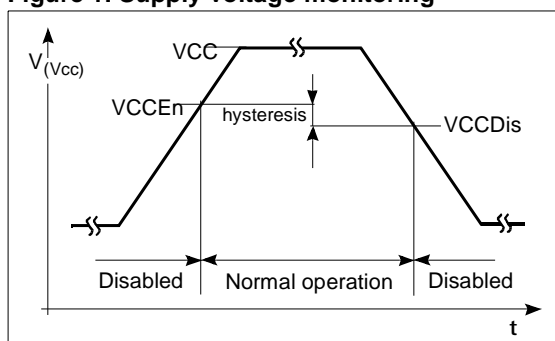 Figure 1. Supply voltage monitoring
V(Vcc)
VCC
VCCEn
hysteresis
VCCDis
Disabled
Normal operation
Disabled
t